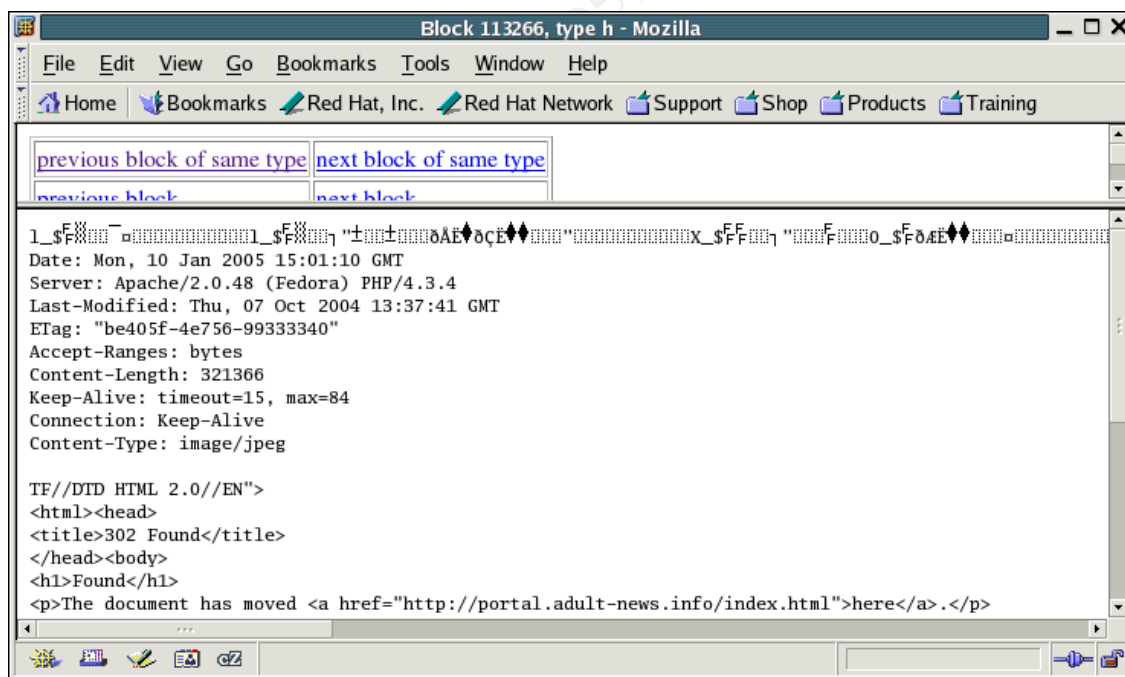 Block 113266, type h - Mozilla
File Edit View Go Bookmarks Tools Window Help
Home Bookmarks Red Hat, Inc. Red Hat Network Support Shop Products Training
previous block of same type next block of same type
previous block next block
Date: Mon, 10 Jan 2005 15:01:10 GMT
Server: Apache/2.0.48 (Fedora) PHP/4.3.4
Last-Modified: Thu, 07 Oct 2004 13:37:41 GMT
ETag: "be405f-4e756-99333340"
Accept-Ranges: bytes
Content-Length: 321366
Keep-Alive: timeout=15, max=84
Connection: Keep-Alive
Content-Type: image/jpeg
TF//DTD HTML 2.0//EN">
<html><head>
<title>302 Found</title>
</head><body>
<h1>Found</h1>
<p>The document has moved <a href="http://portal.adult-news.info/index.html">here</a>.</p>